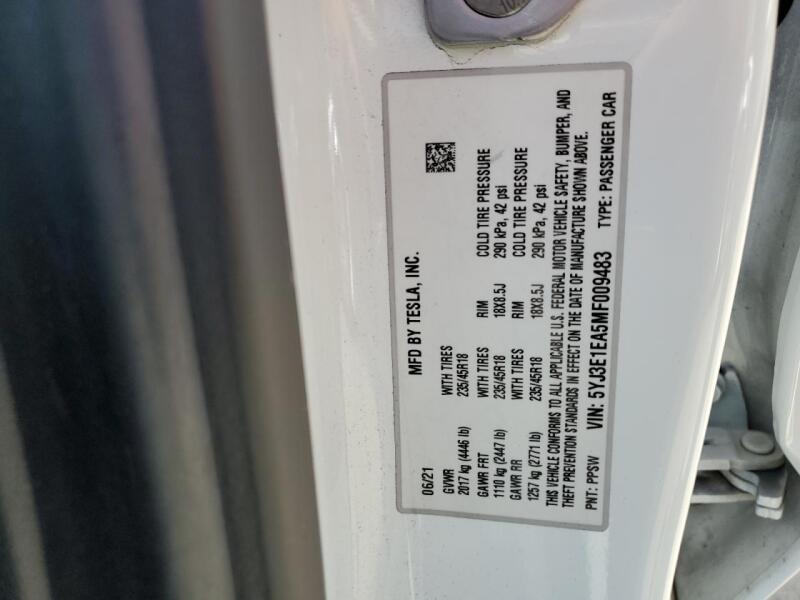 MFD BY TESLA, INC.
06/21
GVWR WITH TIRES
2017 kg (4446 lb) 235/45R18
GAWR FRT WITH TIRES RIM COLD TIRE PRESSURE
1110 kg (2447 lb) 235/45R18 18X8.5J 290 kPa, 42 psi
GAWR RR WITH TIRES RIM COLD TIRE PRESSURE
1257 kg (2771 lb) 235/45R18 18X8.5J 290 kPa, 42 psi
THIS VEHICLE CONFORMS TO ALL APPLICABLE U.S. FEDERAL MOTOR VEHICLE SAFETY, BUMPER, AND
THEFT PREVENTION STANDARDS IN EFFECT ON THE DATE OF MANUFACTURE SHOWN ABOVE.
VIN: 5YJ3E1EA5MF009483
PNT: PPSW TYPE: PASSENGER CAR